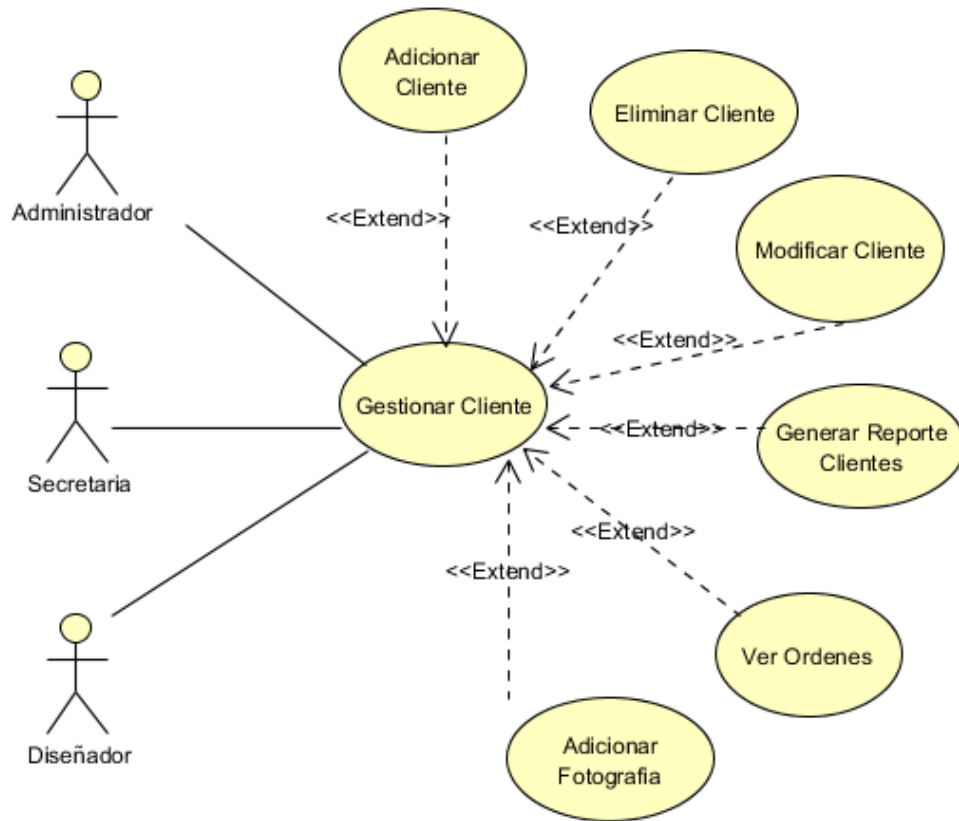 Adicionar
Cliente
Eliminar Cliente
Administrador
<<Extend>>
<<Extend>>
Modificar Cliente
<<Extend>>
Gestionar Cliente
<<Extend>>
Generar Reporte
Clientes
Secretaria
<<Extend>>
<<Extend>>
Ver Ordenes
Diseñador
Adicionar
Fotografia